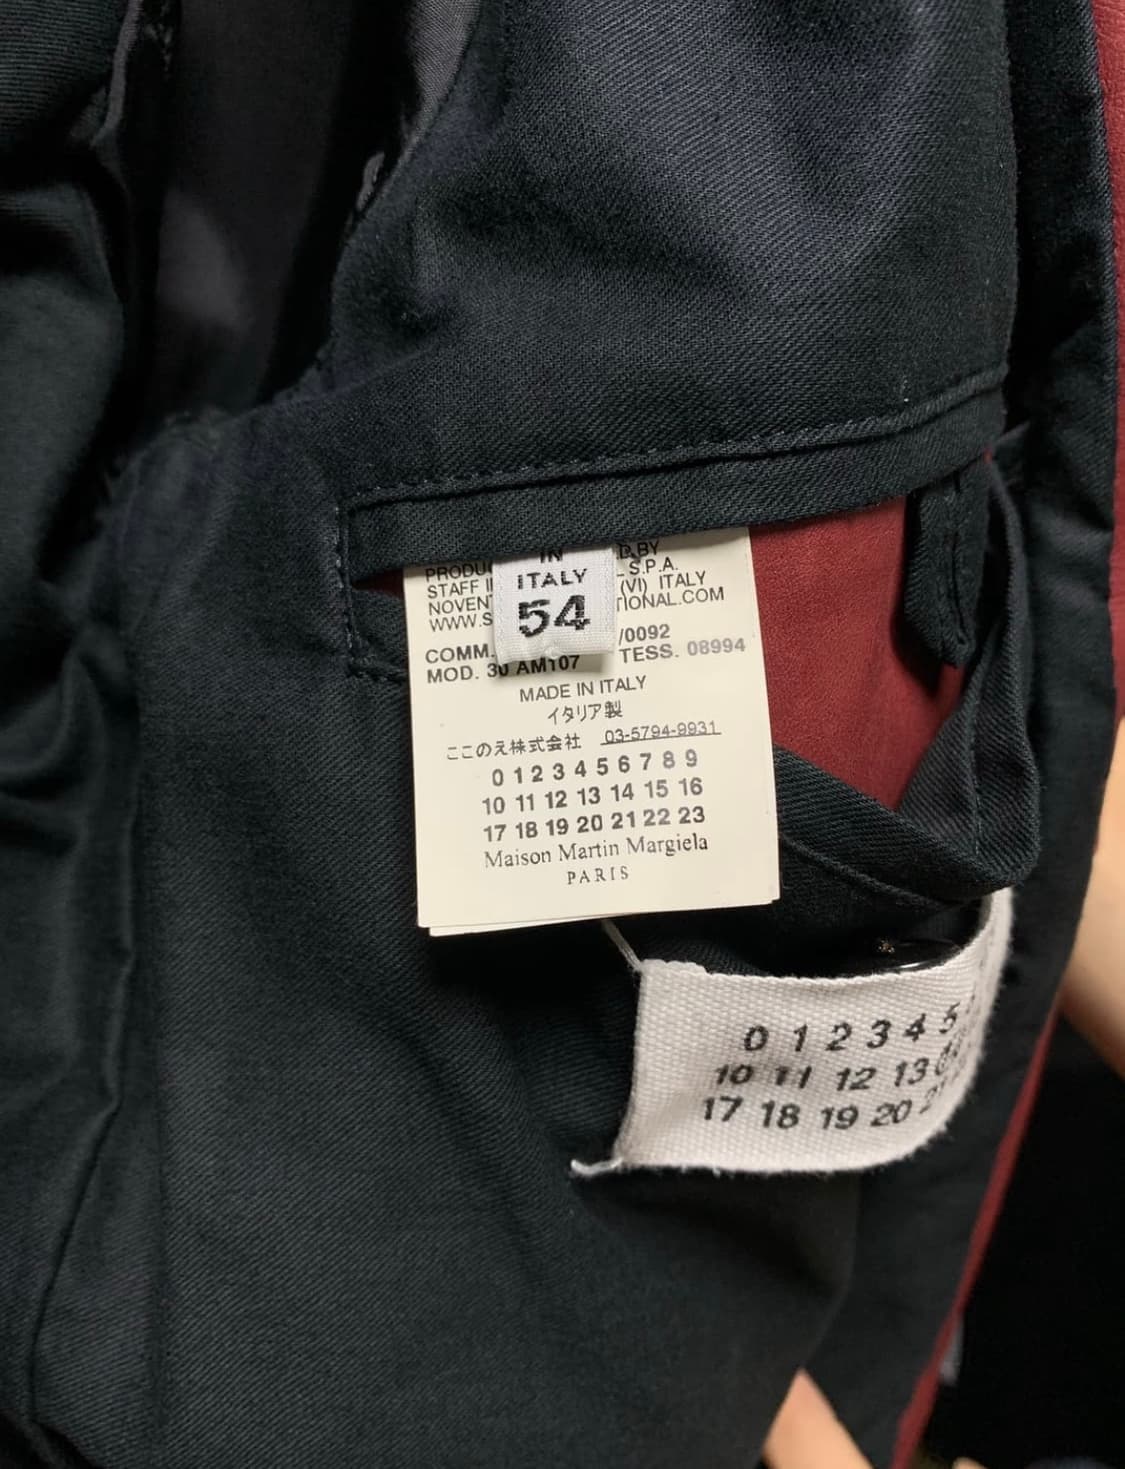 IN
ITALY
54
PRODU D BY
STAFF I S.P.A.
NOVEN (VI) ITALY
WWW.S TIONAL.COM
COMM. /0092
MOD. 30 AM107 TESS. 08994
MADE IN ITALY
イタリア製
ここのえ株式会社 03-5794-9931
0 1 2 3 4 5 6 7 8 9
10 11 12 13 14 15 16
17 18 19 20 21 22 23
Maison Martin Margiela
PARIS
0 1 2 3 4 5
10 11 12 13
17 18 19 20